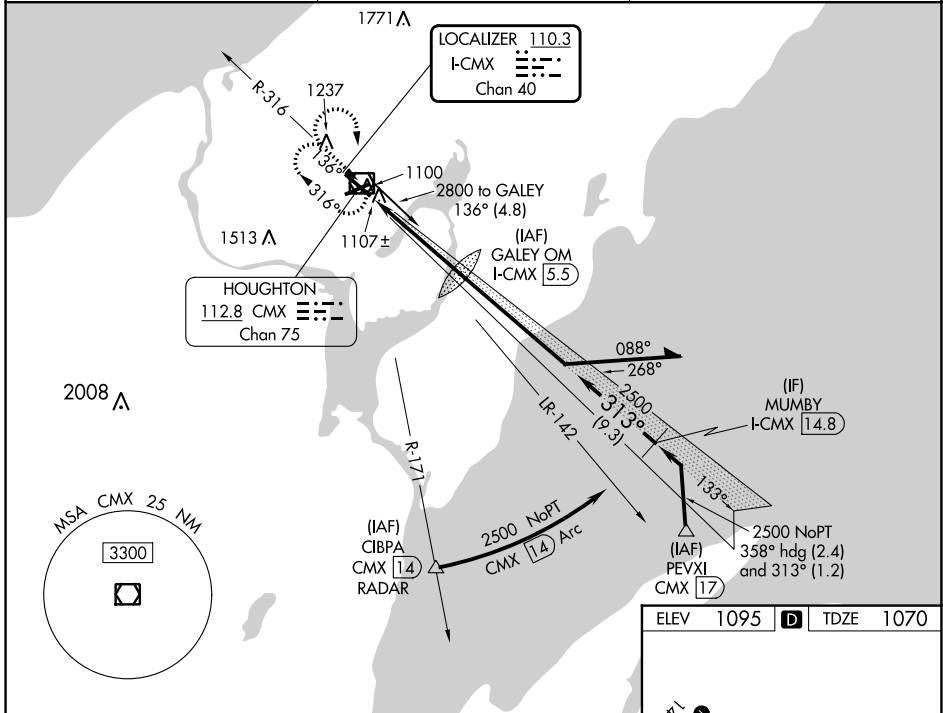 1771
LOCALIZER 110.3
I-CMX
Chan 40
R-316
1237
136°
316°
1100
2800 to GALEY
136° (4.8)
1107±
1513
(IAF)
GALEY OM
I-CMX 5.5
HOUGHTON
112.8 CMX
Chan 75
088°
268°
2008
2500
313°
(9.3)
(IF)
MUMBY
I-CMX 14.8
LR-142
R-171
133°
MSA CMX 25 NM
3300
(IAF)
CIBPA
CMX 14
RADAR
2500 NoPT
CMX 14 Arc
(IAF)
PEVXI
CMX 17
2500 NoPT
358° hdg (2.4)
and 313° (1.2)
ELEV 1095 D TDZE 1070